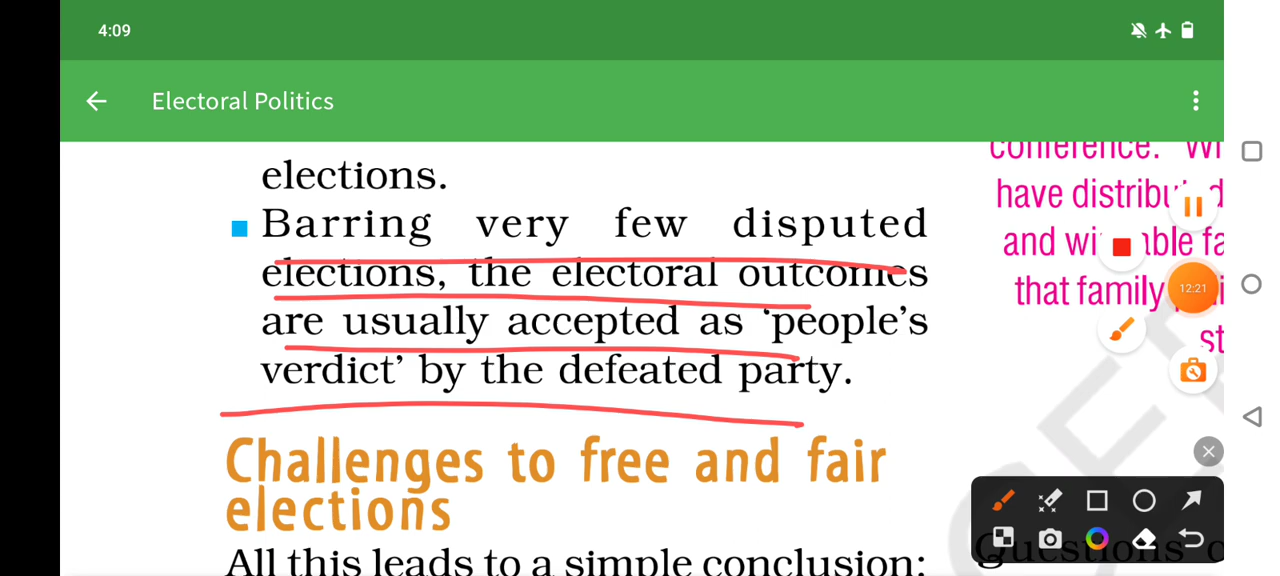 4:09
Electoral Politics
elections.
Barring very few disputed
elections, the electoral outcomes
are usually accepted as ‘people’s
verdict’ by the defeated party.
Challenges to free and fair
elections
All this leads to a simple conclusion:
conference.
have
and
that family
12:21
Questions